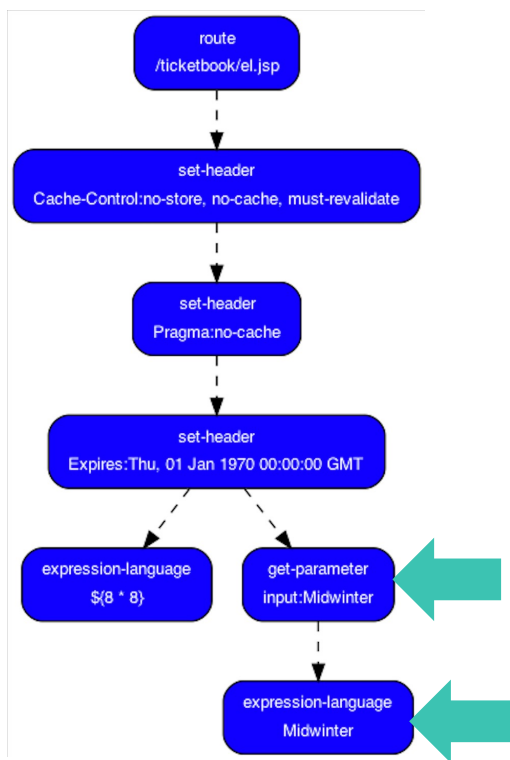 route
/ticketbook/el.jsp
set-header
Cache-Control:no-store, no-cache, must-revalidate
set-header
Pragma:no-cache
set-header
Expires:Thu, 01 Jan 1970 00:00:00 GMT
expression-language
${8 * 8}
get-parameter
input:Midwinter
expression-language
Midwinter